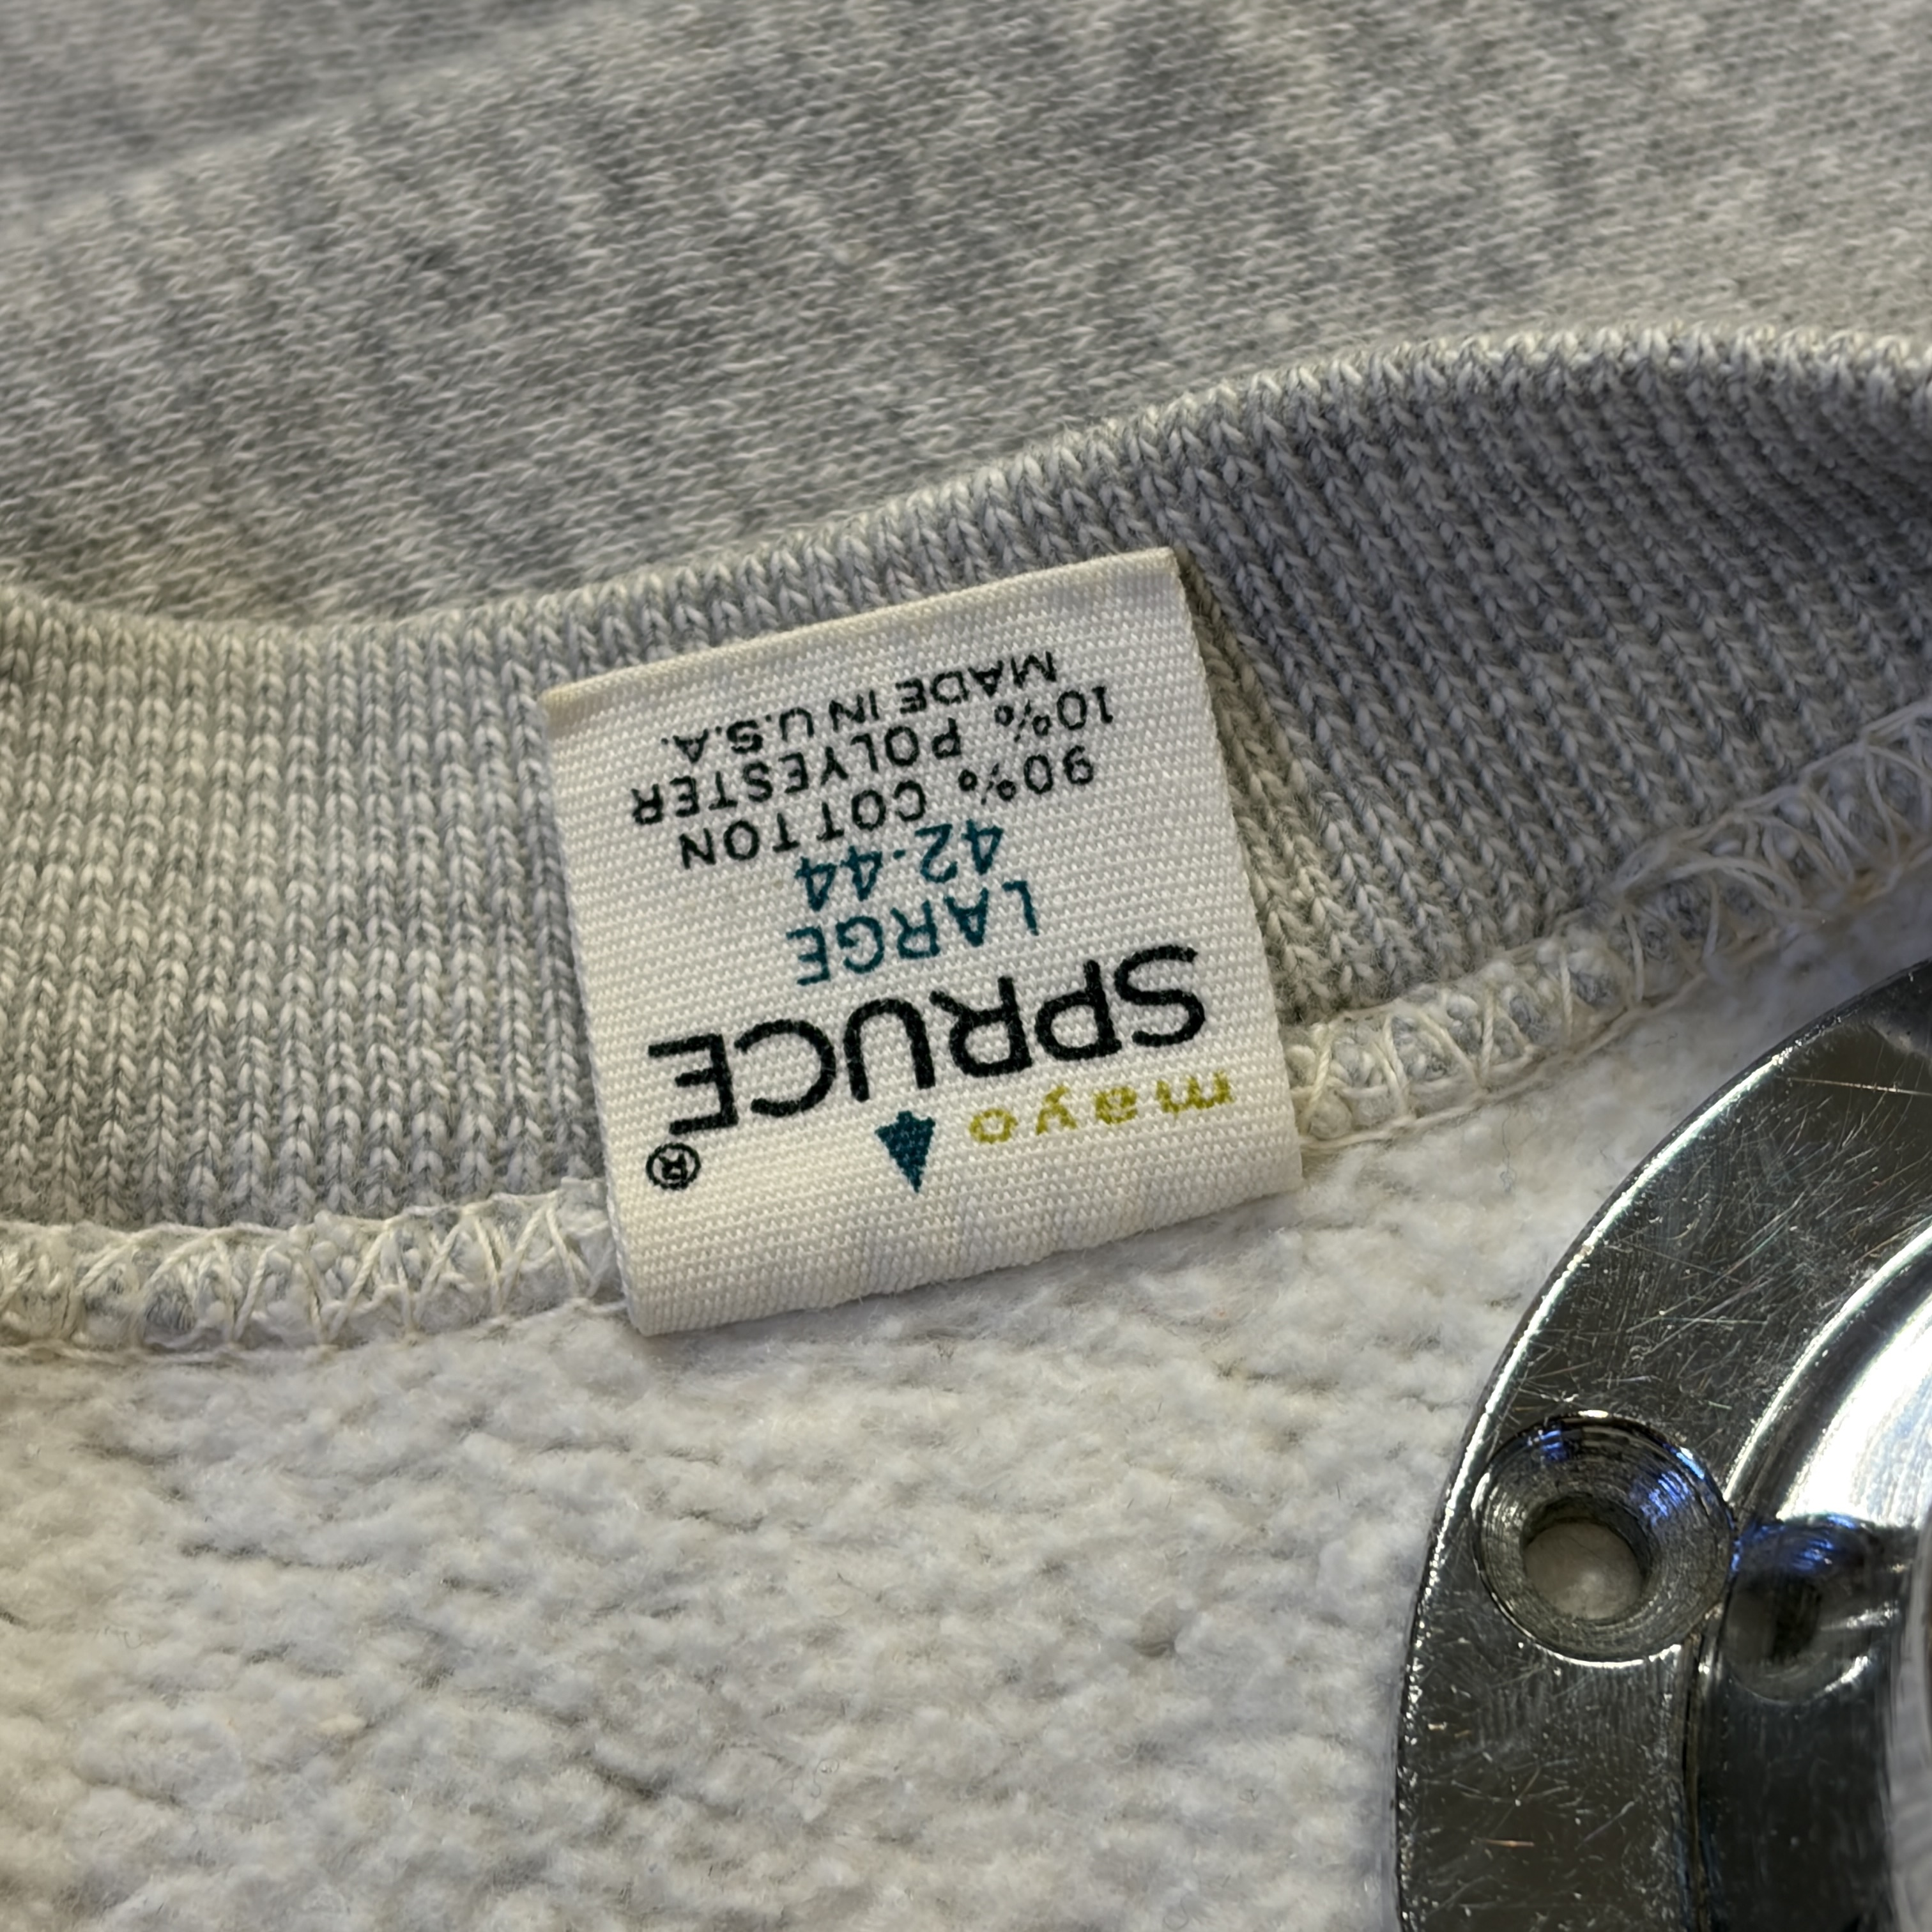 mayo
SPRUCE®
LARGE
42-44
90% COTTON
10% POLYESTER
MADE IN U.S.A.